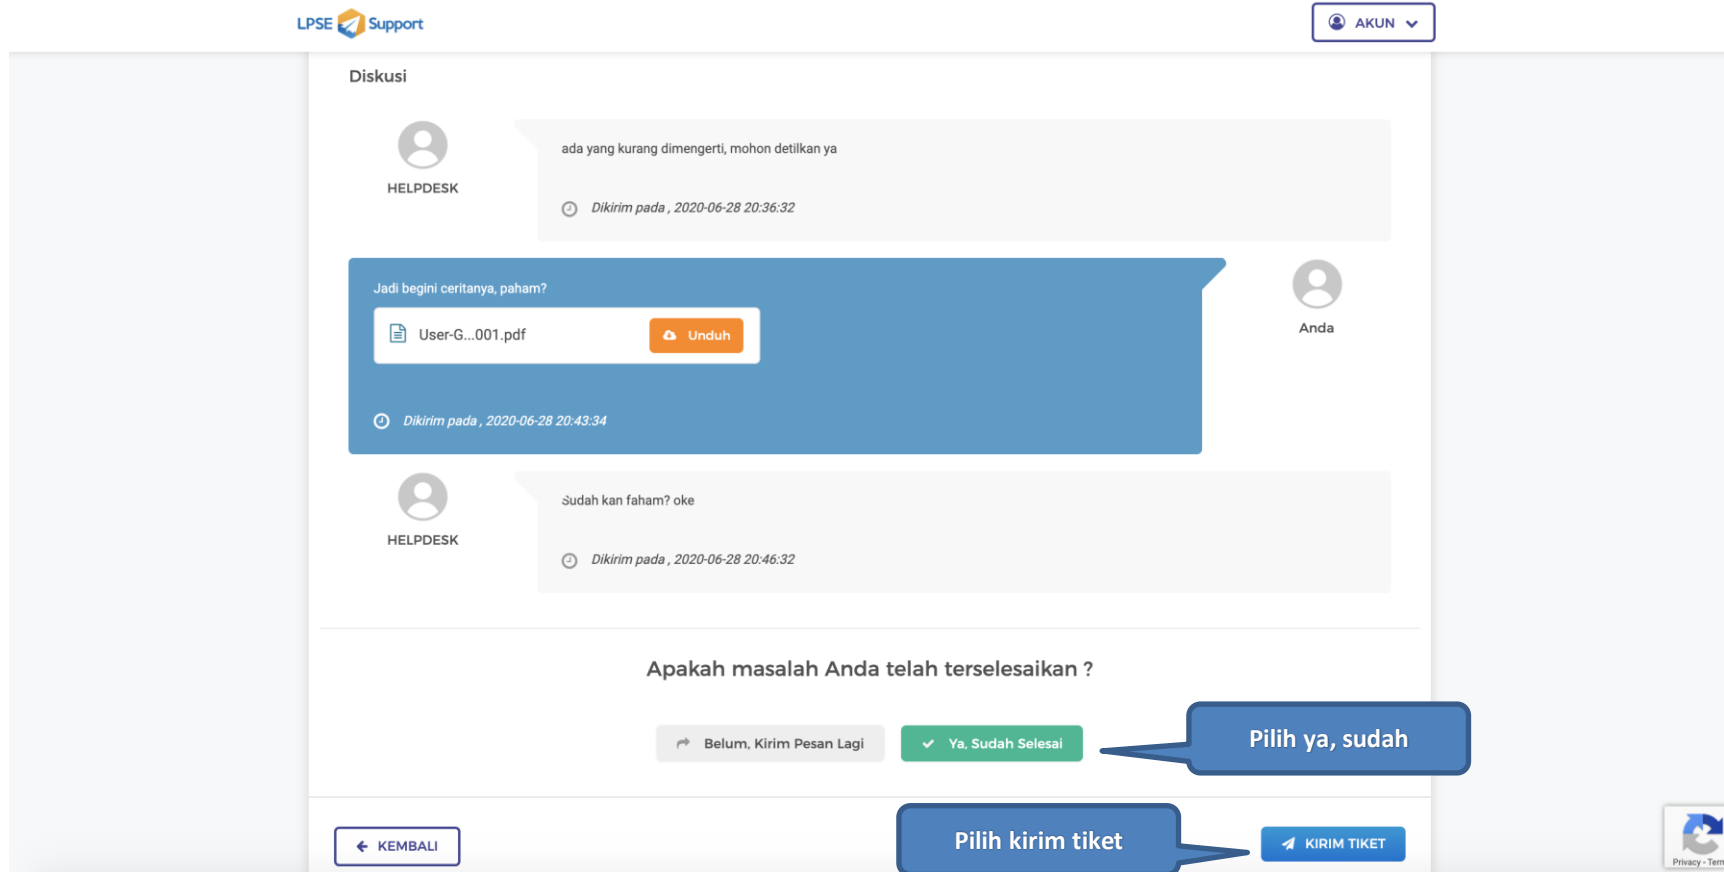 LPSE Support
AKUN
Diskusi
ada yang kurang dimengerti, mohon detilkan ya
HELPDESK
Dikirim pada , 2020-06-28 20:36:32
Jadi begini ceritanya, paham?
User-G...001.pdf
Unduh
Anda
Dikirim pada , 2020-06-28 20:43:34
Sudah kan faham? oke
HELPDESK
Dikirim pada , 2020-06-28 20:46:32
Apakah masalah Anda telah terselesaikan ?
Belum, Kirim Pesan Lagi
Ya, Sudah Selesai
Pilih ya, sudah
KEMBALI
Pilih kirim tiket
KIRIM TIKET
Privacy -